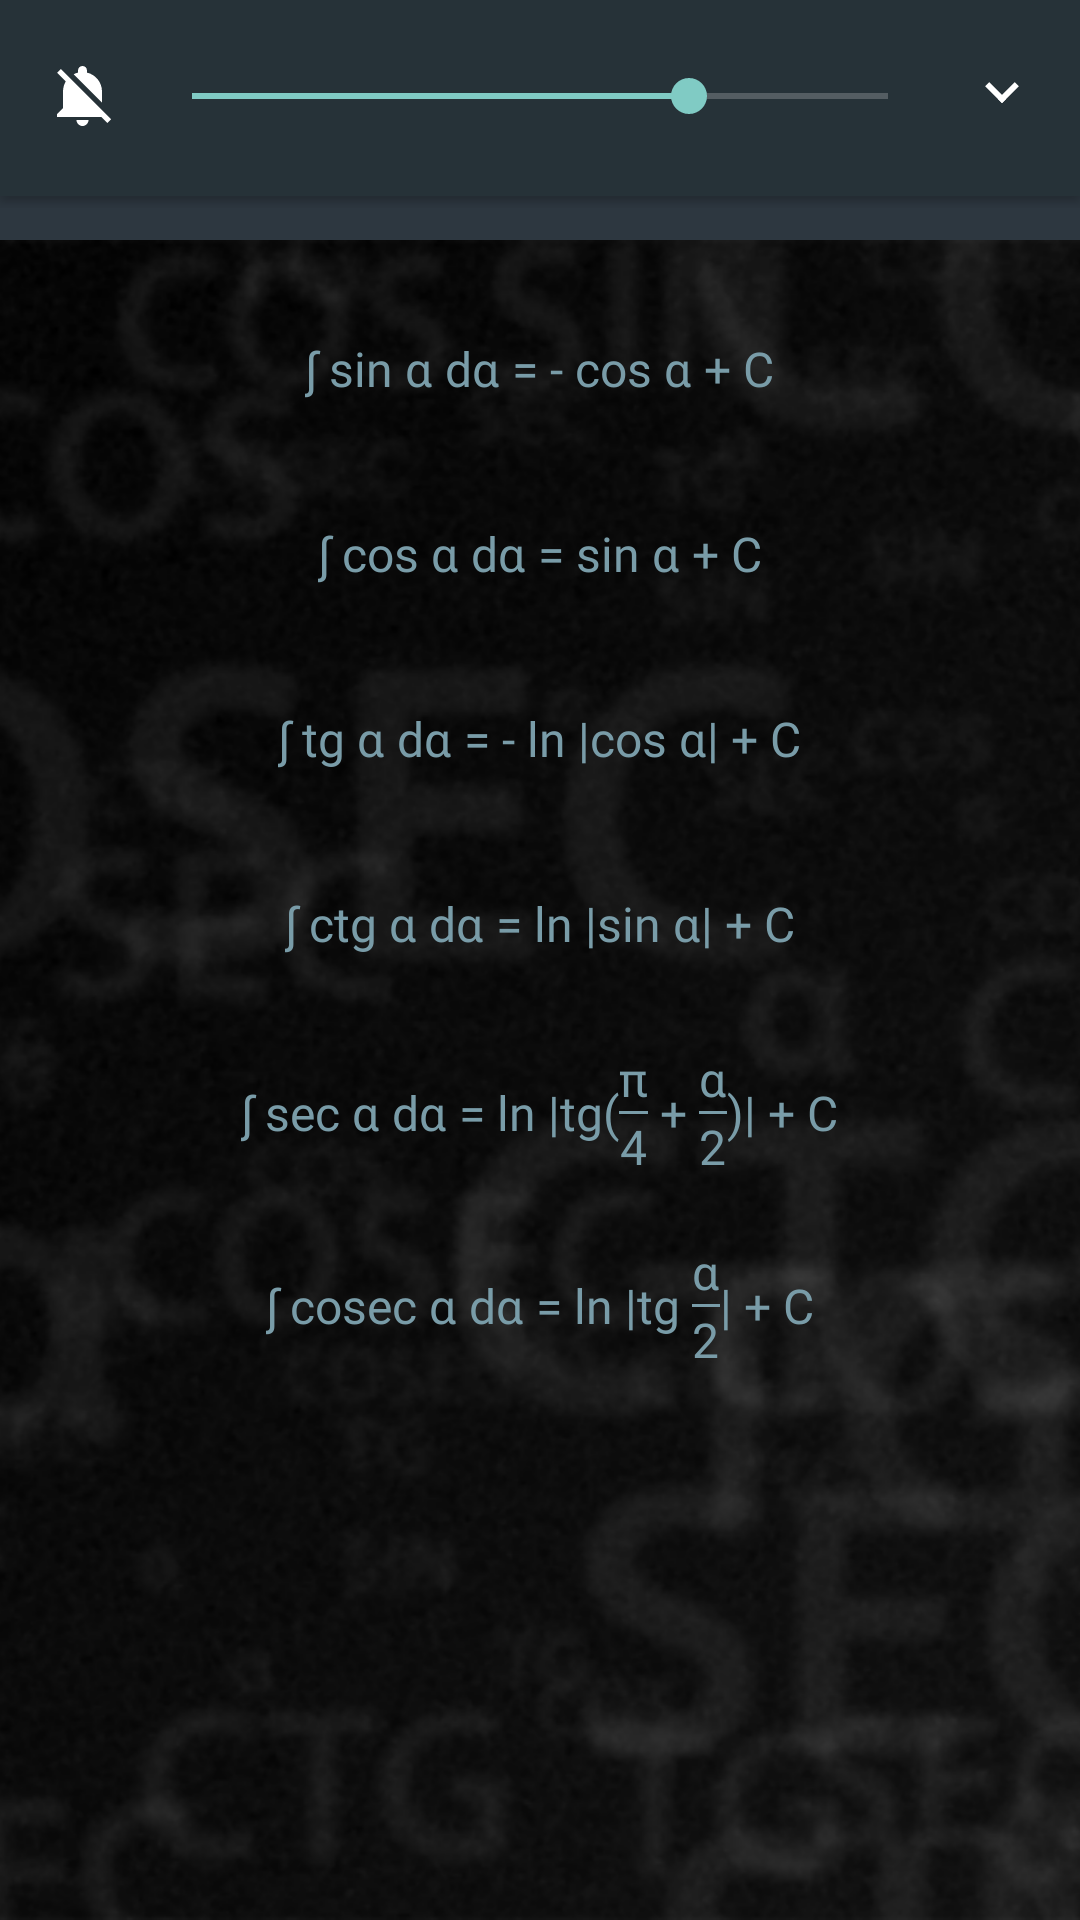 ∫ sin α dα = - cos α + C
∫ cos α dα = sin α + C
∫ tg α dα = - ln |cos α| + C
∫ ctg α dα = ln |sin α| + C
∫ sec α dα = ln |tg(π/4 + α/2)| + C
∫ cosec α dα = ln |tg α/2| + C